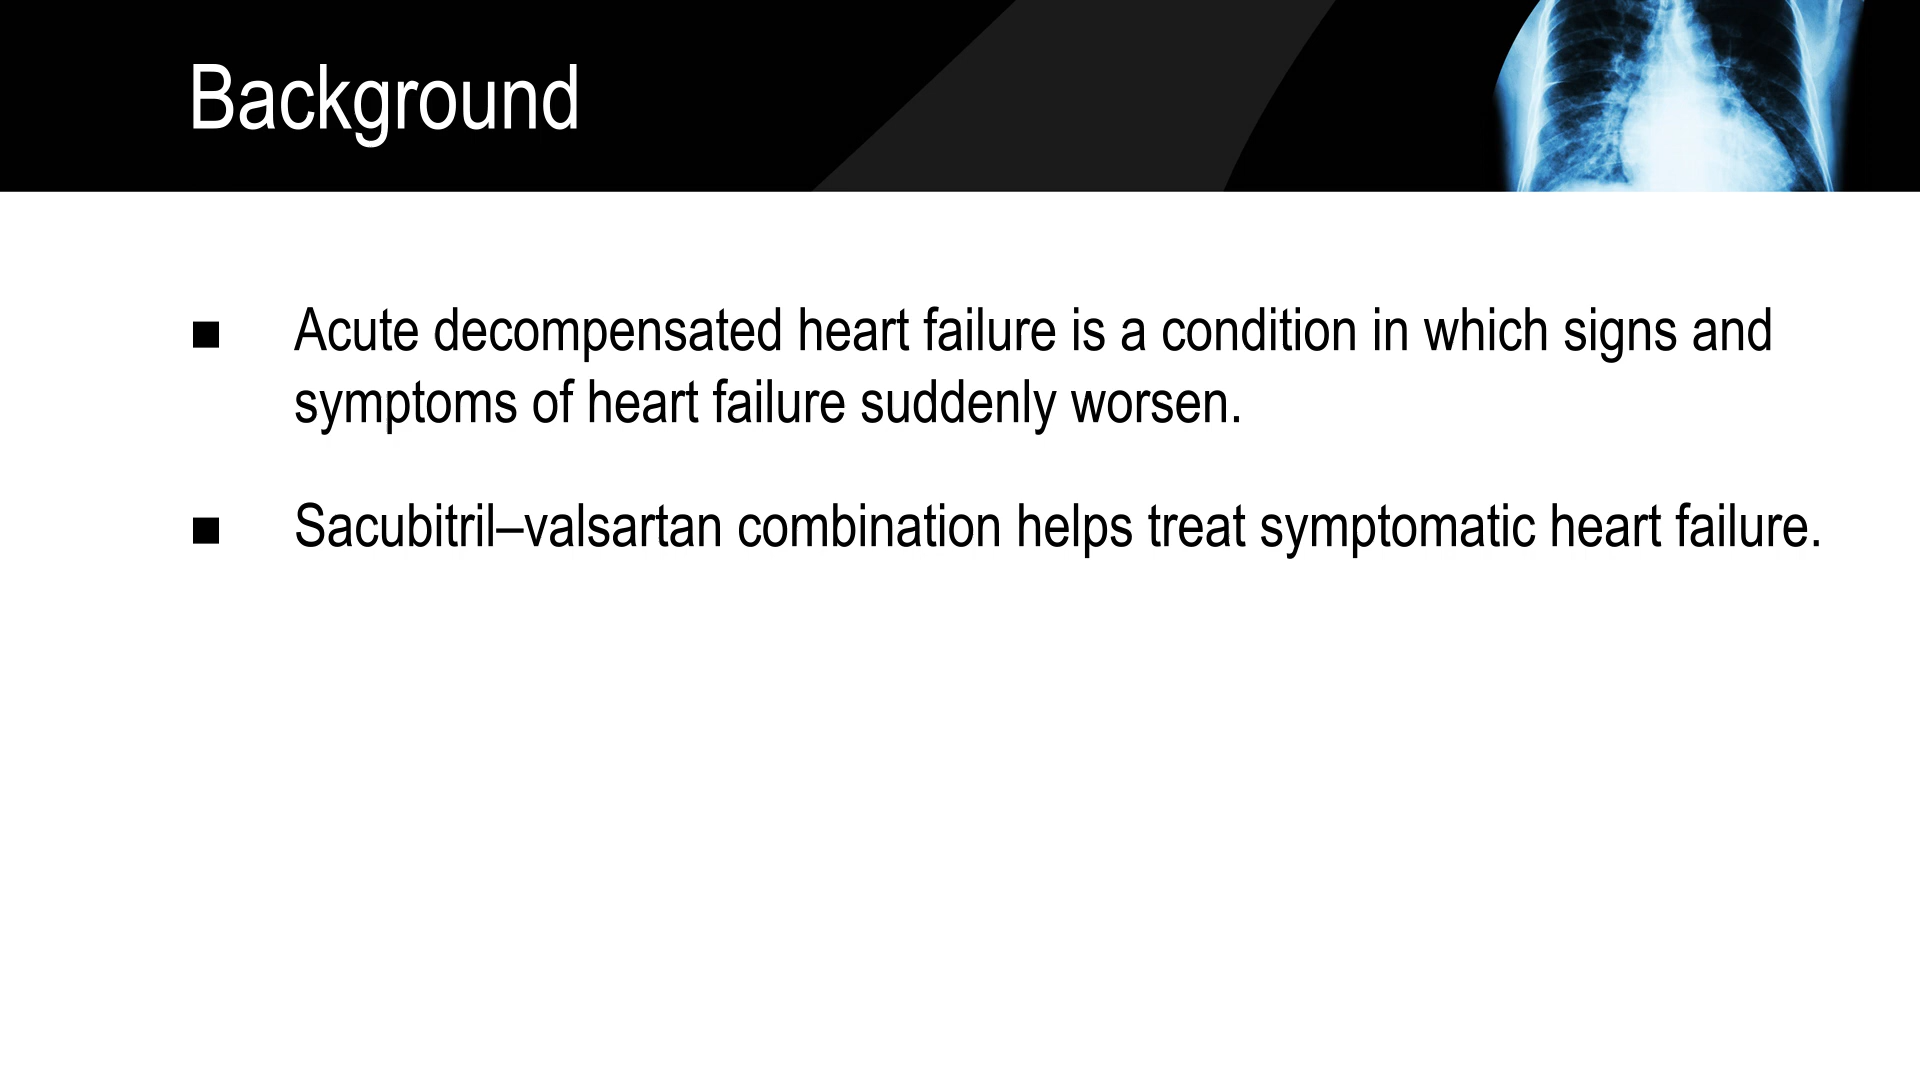 Background
■ Acute decompensated heart failure is a condition in which signs and
symptoms of heart failure suddenly worsen.
■ Sacubitril–valsartan combination helps treat symptomatic heart failure.